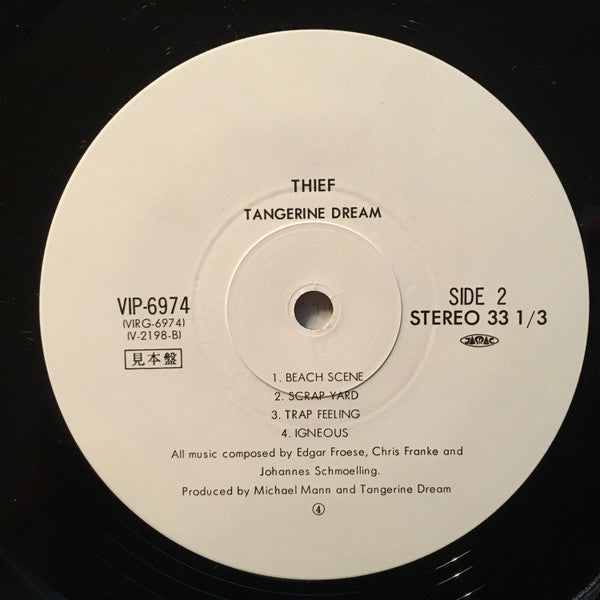 THIEF
TANGERINE DREAM
VIP-6974
(VIRG-6974)
(V-2198-B)
見本盤
SIDE 2
STEREO 33 1/3
JASRAC
1. BEACH SCENE
2. SCRAP YARD
3. TRAP FEELING
4. IGNEOUS
All music composed by Edgar Froese, Chris Franke and
Johannes Schmoelling.
Produced by Michael Mann and Tangerine Dream
④